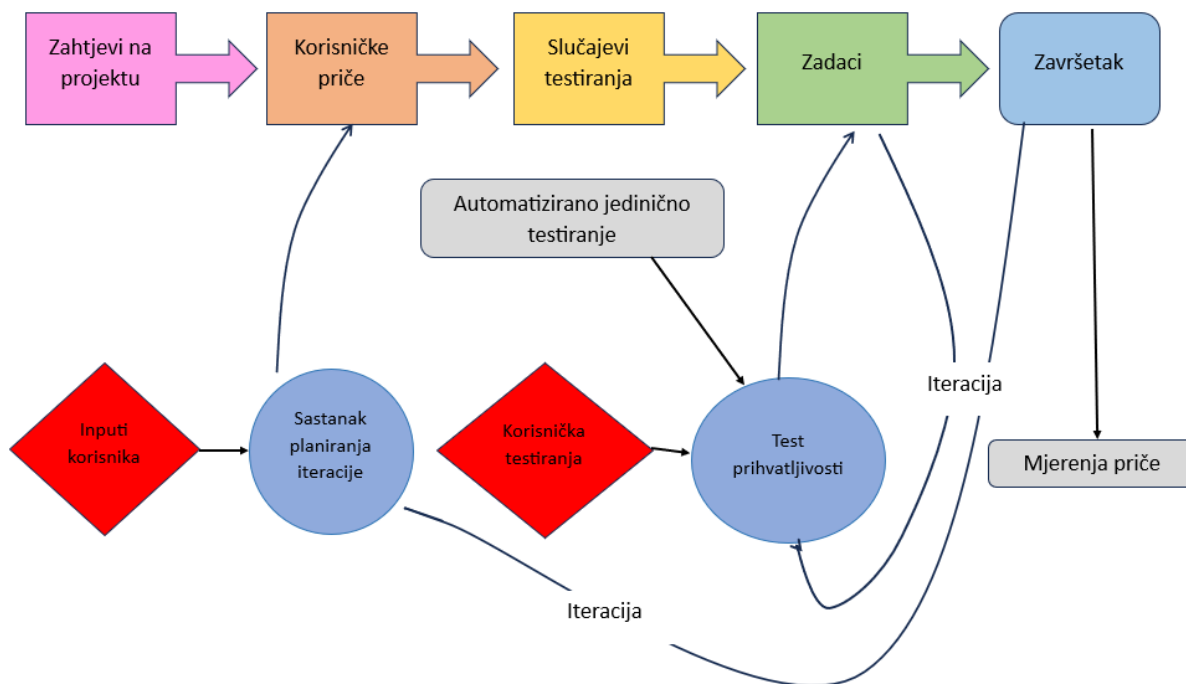 Zahtjevi na
projektu
Korisničke
priče
Slučajevi
testiranja
Zadaci
Završetak
Automatizirano jedinično
testiranje
Inputi
korisnika
Sastanak
planiranja
iteracije
Korisnička
testiranja
Test
prihvatljivosti
Iteracija
Mjerenja priče
Iteracija